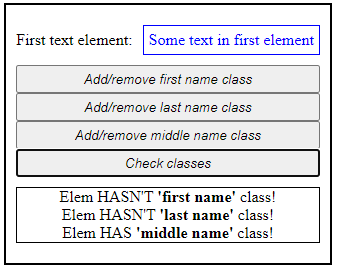 First text element: Some text in first element
Add/remove first name class
Add/remove last name class
Add/remove middle name class
Check classes
Elem HASN'T 'first name' class!
Elem HASN'T 'last name' class!
Elem HAS 'middle name' class!